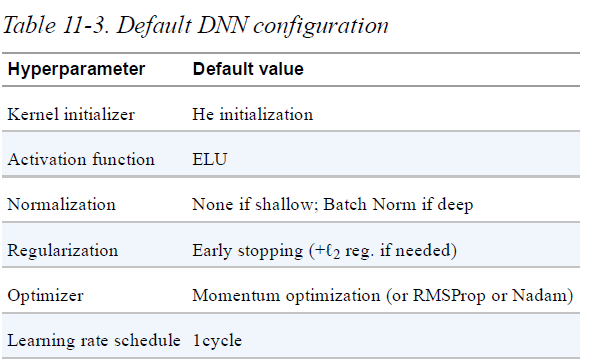 Table 11-3. Default DNN configuration
Hyperparameter Default value
Kernel initializer He initialization
Activation function ELU
Normalization None if shallow; Batch Norm if deep
Regularization Early stopping (+ℓ₂ reg. if needed)
Optimizer Momentum optimization (or RMSProp or Nadam)
Learning rate schedule 1cycle